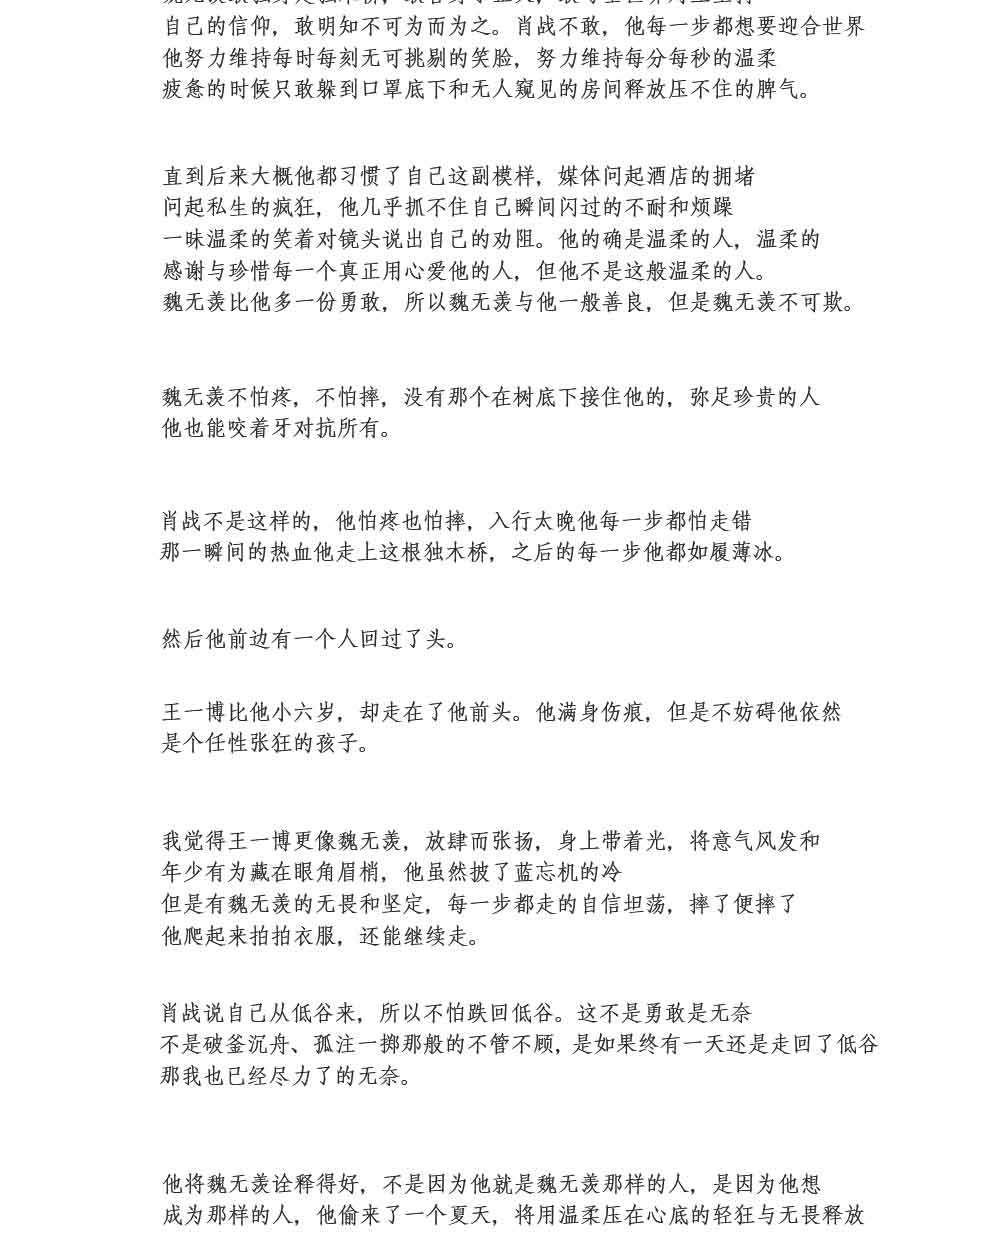 自己的信仰，敢明知不可为而为之。肖战不敢，他每一步都想要迎合世界
他努力维持每时每刻无可挑剔的笑脸，努力维持每分每秒的温柔
疲惫的时候只敢躲到口罩底下和无人窥见的房间释放压不住的脾气。
直到后来大概他都习惯了自己这副模样，媒体问起酒店的拥堵
问起私生的疯狂，他几乎抓不住自己瞬间闪过的不耐和烦躁
一昧温柔的笑着对镜头说出自己的劝阻。他的确是温柔的人，温柔的
感谢与珍惜每一个真正用心爱他的人，但他不是这般温柔的人。
魏无羡比他多一份勇敢，所以魏无羡与他一般善良，但是魏无羡不可欺。
魏无羡不怕疼，不怕摔，没有那个在树底下接住他的，弥足珍贵的人
他也能咬着牙对抗所有。
肖战不是这样的，他怕疼也怕摔，入行太晚他每一步都怕走错
那一瞬间的热血他走上这根独木桥，之后的每一步他都如履薄冰。
然后他前边有一个人回过了头。
王一博比他小六岁，却走在了他前头。他满身伤痕，但是不妨碍他依然
是个任性张狂的孩子。
我觉得王一博更像魏无羡，放肆而张扬，身上带着光，将意气风发和
年少有为藏在眼角眉梢，他虽然披了蓝忘机的冷
但是有魏无羡的无畏和坚定，每一步都走的自信坦荡，摔了便摔了
他爬起来拍拍衣服，还能继续走。
肖战说自己从低谷来，所以不怕跌回低谷。这不是勇敢是无奈
不是破釜沉舟、孤注一掷那般的不管不顾，是如果终有一天还是走回了低谷
那我也已经尽力了的无奈。
他将魏无羡诠释得好，不是因为他就是魏无羡那样的人，是因为他想
成为那样的人，他偷来了一个夏天，将用温柔压在心底的轻狂与无畏释放